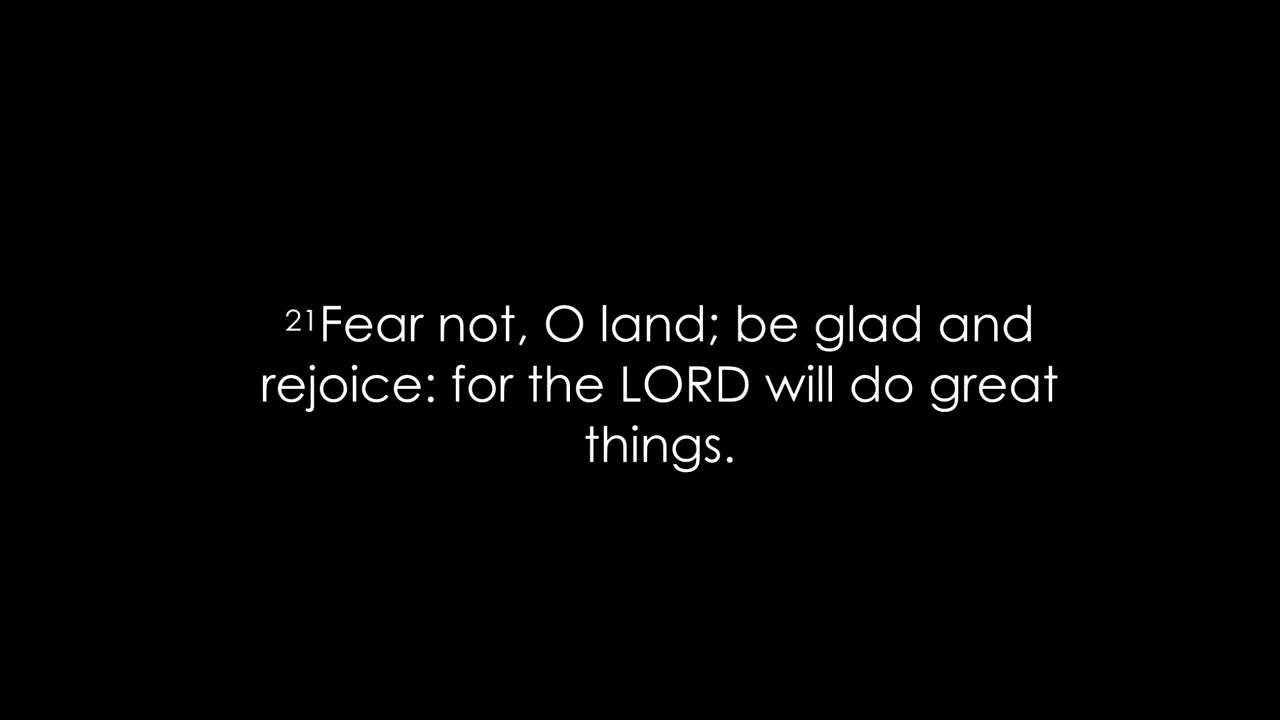 21Fear not, O land; be glad and
rejoice: for the LORD will do great
things.